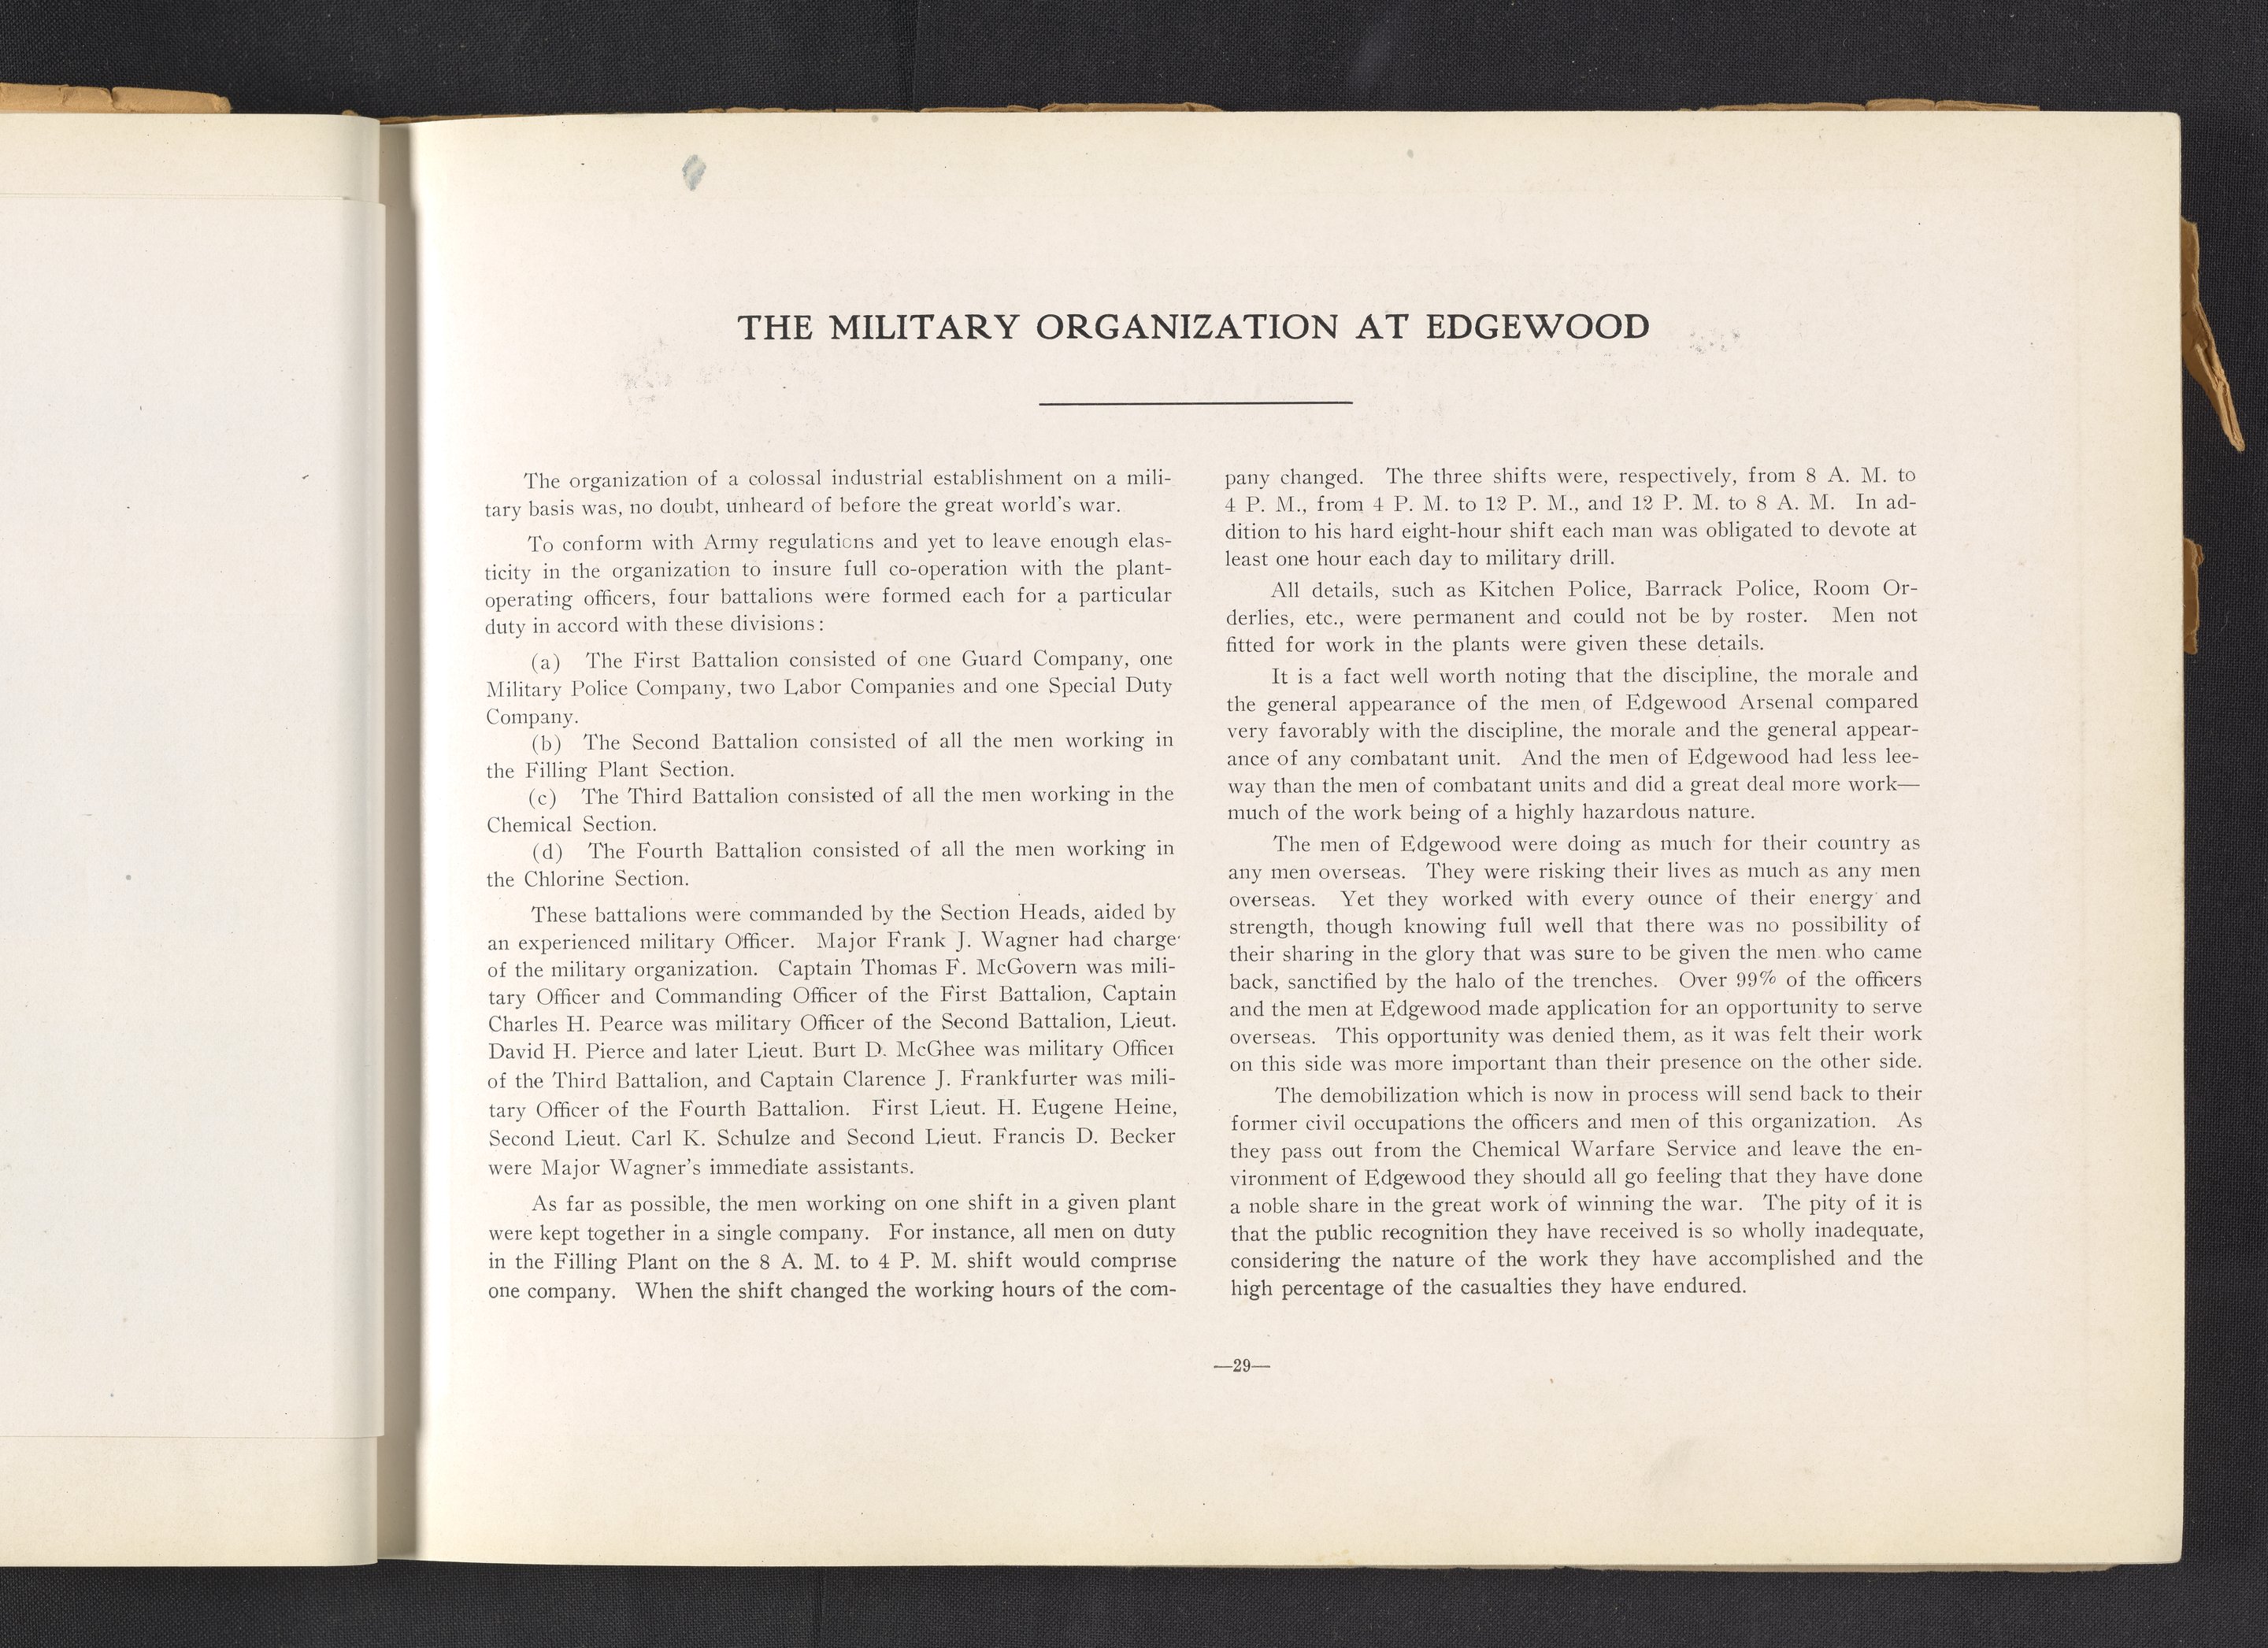 THE MILITARY ORGANIZATION AT EDGEWOOD
The organization of a colossal industrial establishment on a mili-
tary basis was, no doubt, unheard of before the great world's war.
To conform with Army regulations and yet to leave enough elas-
ticity in the organization to insure full co-operation with the plant-
operating officers, four battalions were formed each for a particular
duty in accord with these divisions:
(a) The First Battalion consisted of one Guard Company, one
Military Police Company, two Labor Companies and one Special Duty
Company.
(b) The Second Battalion consisted of all the men working in
the Filling Plant Section.
(c) The Third Battalion consisted of all the men working in the
Chemical Section.
(d) The Fourth Battalion consisted of all the men working in
the Chlorine Section.
These battalions were commanded by the Section Heads, aided by
an experienced military Officer. Major Frank J. Wagner had charge
of the military organization. Captain Thomas F. McGovern was mili-
tary Officer and Commanding Officer of the First Battalion, Captain
Charles H. Pearce was military Officer of the Second Battalion, Lieut.
David H. Pierce and later Lieut. Burt D. McGhee was military Officer
of the Third Battalion, and Captain Clarence J. Frankfurter was mili-
tary Officer of the Fourth Battalion. First Lieut. H. Eugene Heine,
Second Lieut. Carl K. Schulze and Second Lieut. Francis D. Becker
were Major Wagner's immediate assistants.
As far as possible, the men working on one shift in a given plant
were kept together in a single company. For instance, all men on duty
in the Filling Plant on the 8 A. M. to 4 P. M. shift would comprise
one company. When the shift changed the working hours of the com-
pany changed. The three shifts were, respectively, from 8 A. M. to
4 P. M., from 4 P. M. to 12 P. M., and 12 P. M. to 8 A. M. In ad-
dition to his hard eight-hour shift each man was obligated to devote at
least one hour each day to military drill.
All details, such as Kitchen Police, Barrack Police, Room Or-
derlies, etc., were permanent and could not be by roster. Men not
fitted for work in the plants were given these details.
It is a fact well worth noting that the discipline, the morale and
the general appearance of the men of Edgewood Arsenal compared
very favorably with the discipline, the morale and the general appear-
ance of any combatant unit. And the men of Edgewood had less lee-
way than the men of combatant units and did a great deal more work—
much of the work being of a highly hazardous nature.
The men of Edgewood were doing as much for their country as
any men overseas. They were risking their lives as much as any men
overseas. Yet they worked with every ounce of their energy and
strength, though knowing full well that there was no possibility of
their sharing in the glory that was sure to be given the men who came
back, sanctified by the halo of the trenches. Over 99% of the officers
and the men at Edgewood made application for an opportunity to serve
overseas. This opportunity was denied them, as it was felt their work
on this side was more important than their presence on the other side.
The demobilization which is now in process will send back to their
former civil occupations the officers and men of this organization. As
they pass out from the Chemical Warfare Service and leave the en-
vironment of Edgewood they should all go feeling that they have done
a noble share in the great work of winning the war. The pity of it is
that the public recognition they have received is so wholly inadequate,
considering the nature of the work they have accomplished and the
high percentage of the casualties they have endured.
—29—